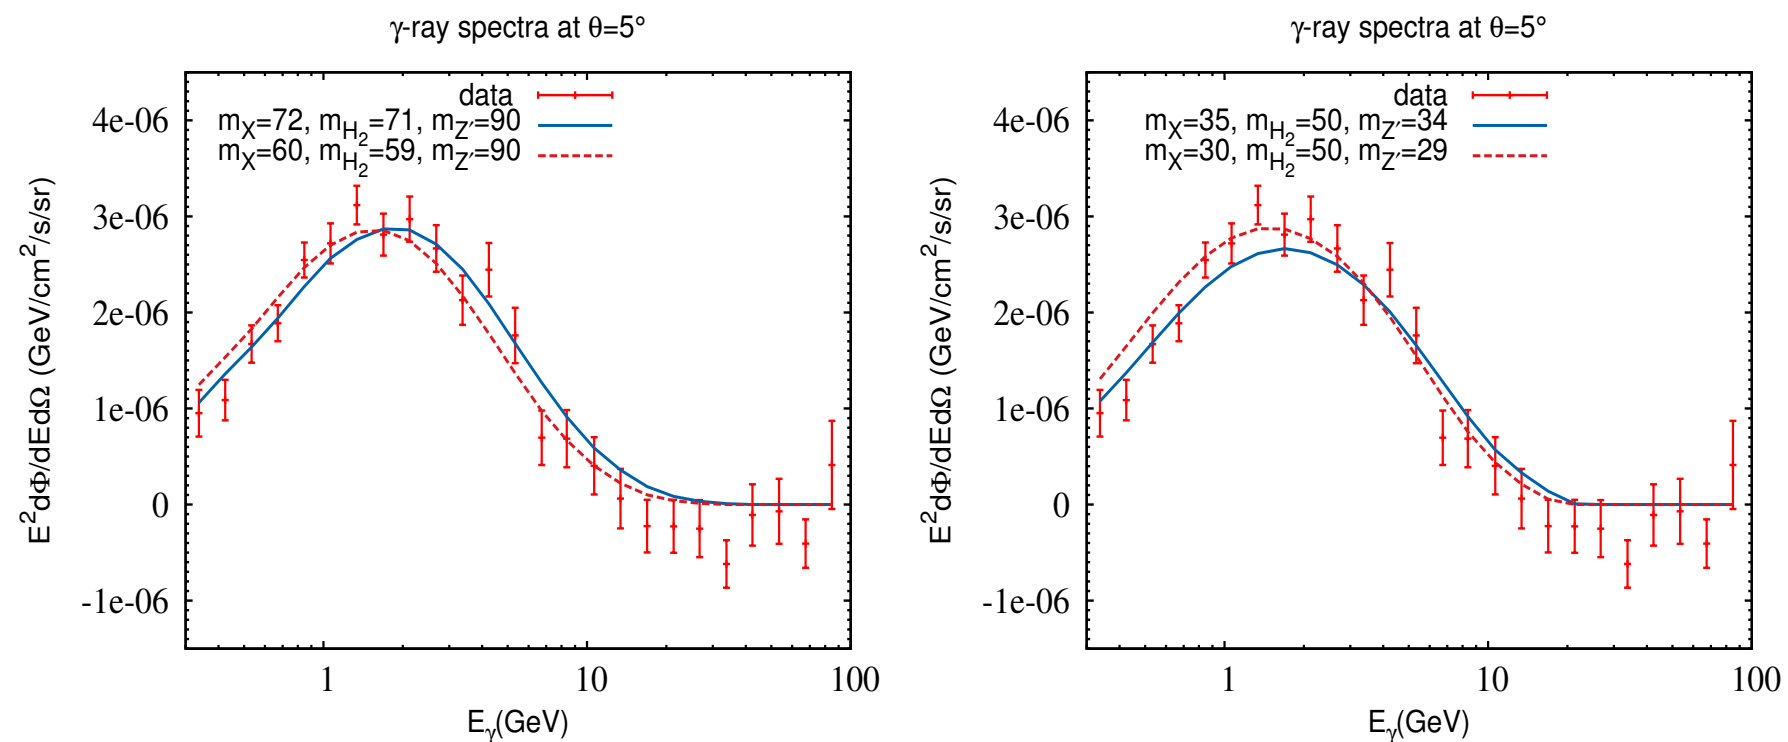 γ-ray spectra at θ=5°
data
m_X=72, m_H₂=71, m_Z′=90
m_X=60, m_H₂=59, m_Z′=90
4e-06
3e-06
2e-06
1e-06
0
-1e-06
E²dΦ/dEdΩ (GeV/cm²/s/sr)
1 10 100
E_γ(GeV)
γ-ray spectra at θ=5°
data
m_X=35, m_H₂=50, m_Z′=34
m_X=30, m_H₂=50, m_Z′=29
4e-06
3e-06
2e-06
1e-06
0
-1e-06
E²dΦ/dEdΩ (GeV/cm²/s/sr)
1 10 100
E_γ(GeV)